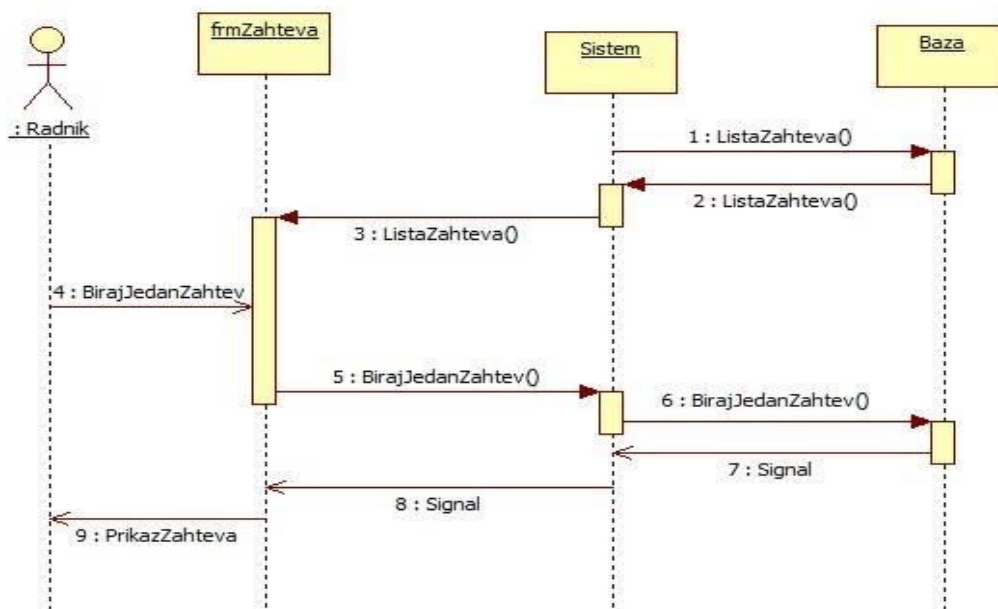 frmZahteva
Sistem
Baza
: Radnik
1 : ListaZahteva()
2 : ListaZahteva()
3 : ListaZahteva()
4 : BirajJedanZahtev
5 : BirajJedanZahtev()
6 : BirajJedanZahtev()
7 : Signal
8 : Signal
9 : PrikazZahteva